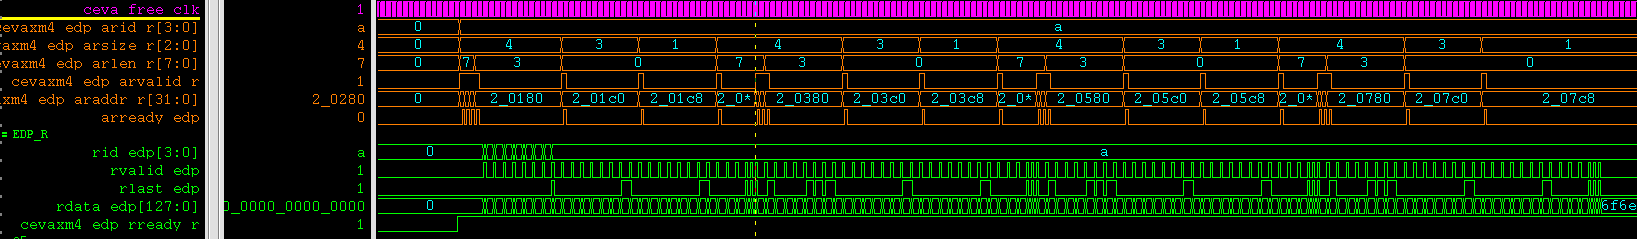 ceva free clk 1
cevaxm4 edp arid r[3:0] a 0 a
vaxm4 edp arsize r[2:0] 4 0 4 3 1 4 3 1 4 3 1 4 3 1
evaxm4 edp arlen r[7:0] 7 0 7 3 0 7 3 0 7 3 0 7 3 0
cevaxm4 edp arvalid r 1
xm4 edp araddr r[31:0] 2_0280 0 2_0180 2_01c0 2_01c8 2_0* 2_0380 2_03c0 2_03c8 2_0* 2_0580 2_05c0 2_05c8 2_0* 2_0780 2_07c0 2_07c8
arready edp 0
= EDP_R
rid edp[3:0] a 0 a
rvalid edp 1
rlast edp 1
rdata edp[127:0] 0_0000_0000_0000 0 6f6e
cevaxm4 edp rready r 1